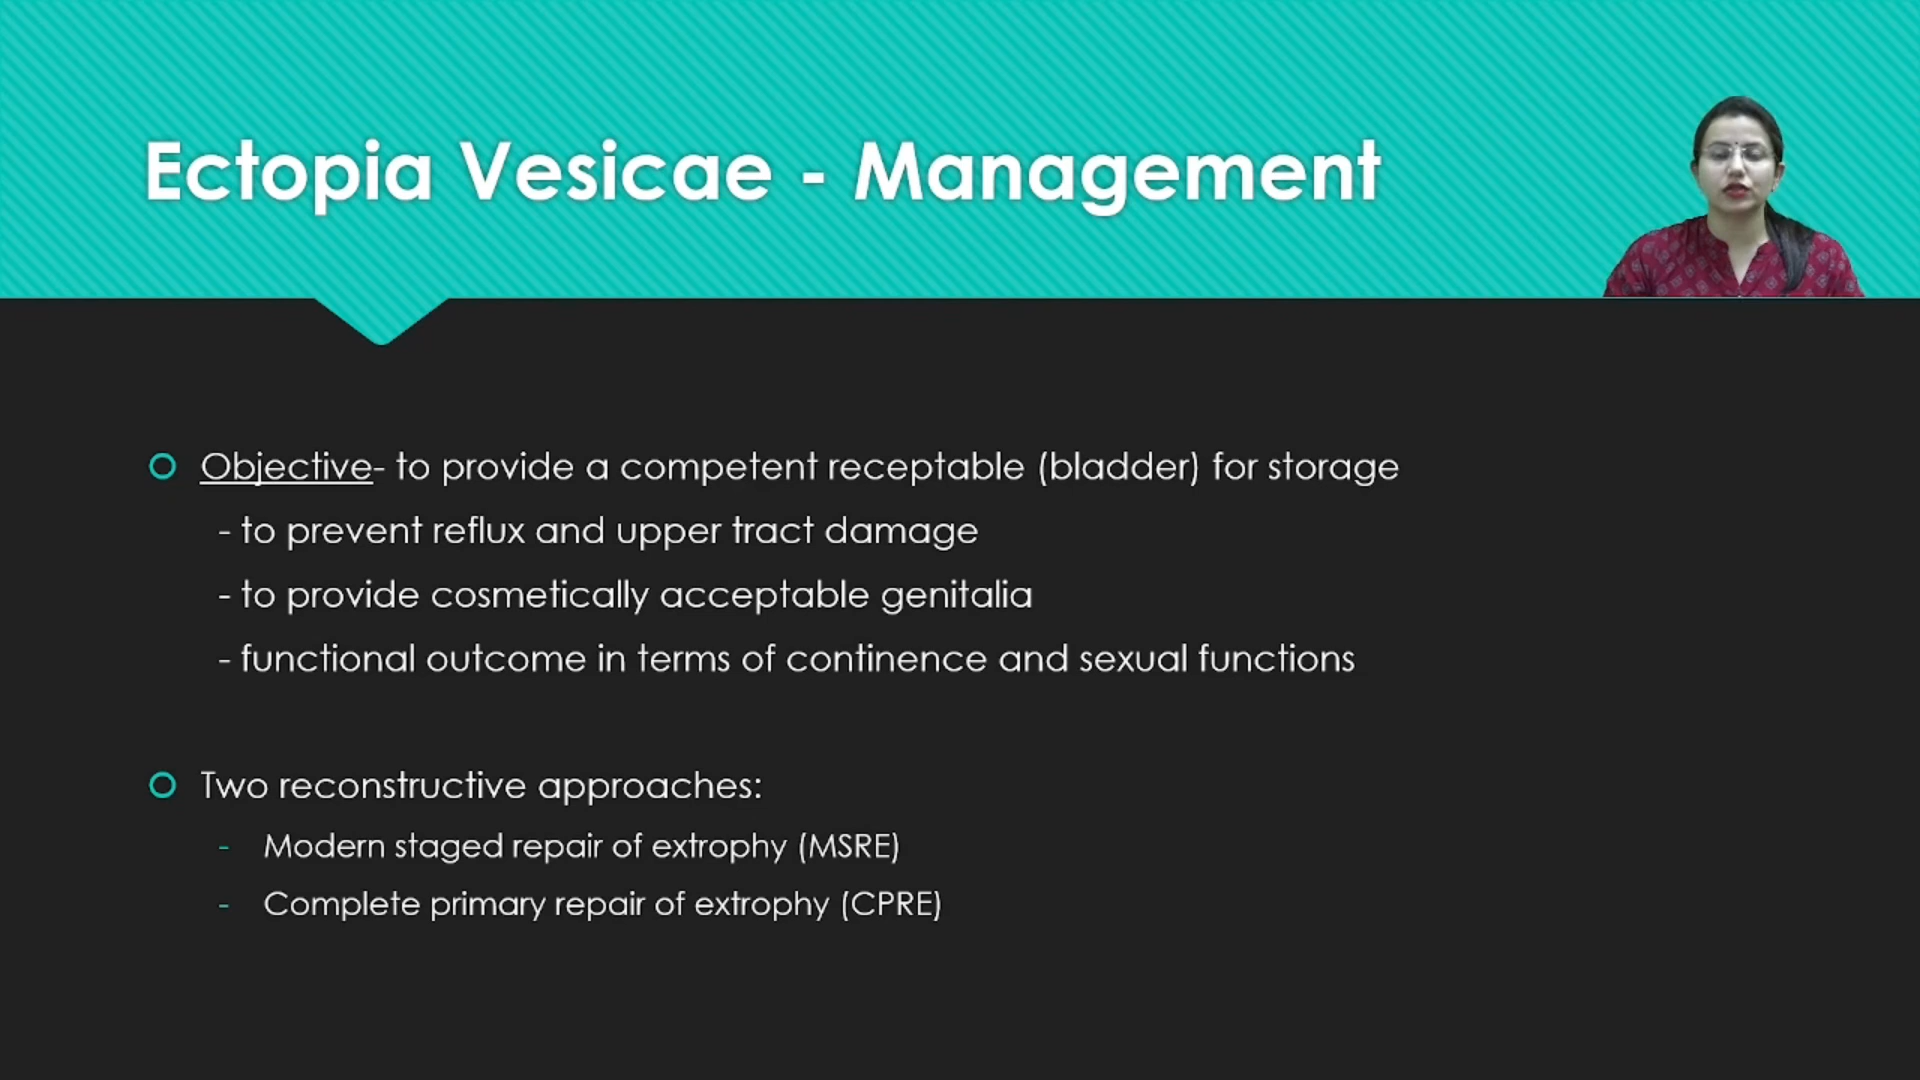 Ectopia Vesicae - Management
Objective- to provide a competent receptable (bladder) for storage
- to prevent reflux and upper tract damage
- to provide cosmetically acceptable genitalia
- functional outcome in terms of continence and sexual functions
Two reconstructive approaches:
- Modern staged repair of extrophy (MSRE)
- Complete primary repair of extrophy (CPRE)